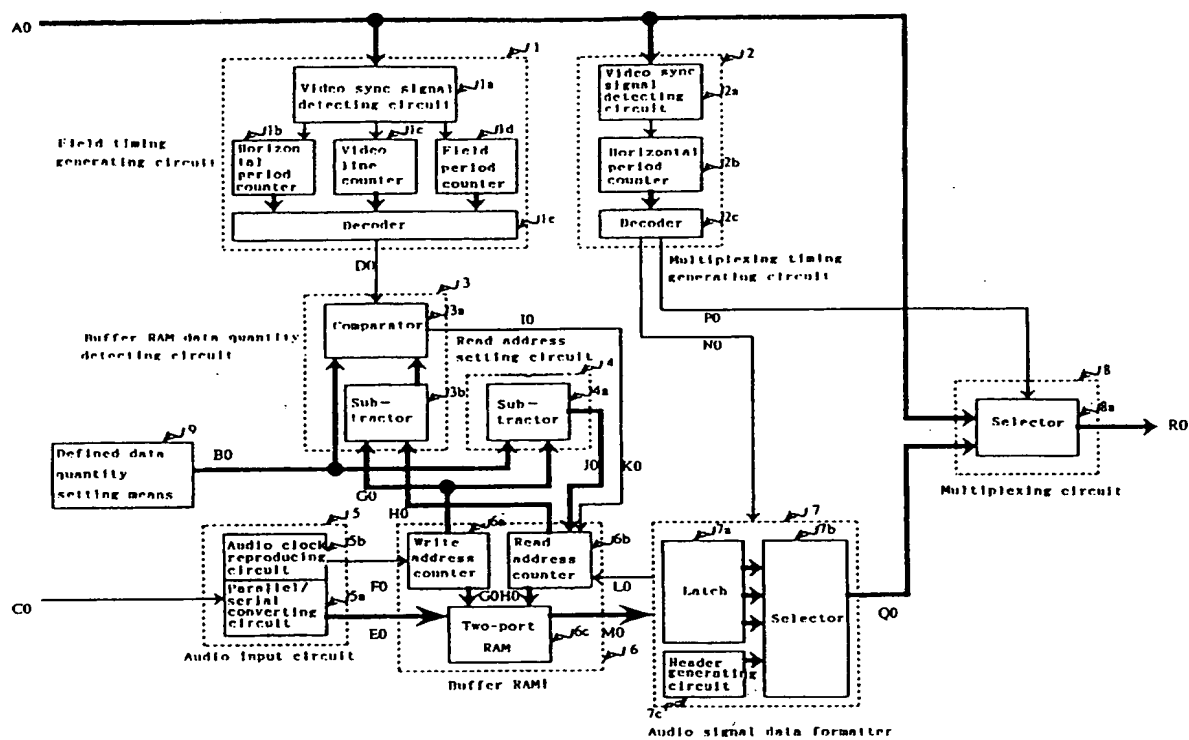 A0
1
2
Video sync signal
detecting circuit
1a
Video sync
signal
detecting
circuit
2a
Field timing
generating circuit
1b
Horizon
tal
period
counter
1c
Video
line
counter
1d
Field
period
counter
Horizontal
period
counter
2b
Decoder
1e
Decoder
2c
D0
Multiplexing timing
generating circuit
3
Comparator
3a
I0
P0
N0
Buffer RAM data quantity
detecting circuit
Read address
setting circuit
4
Sub-
tractor
3b
Sub-
tractor
4a
8
Selector
8a
R0
9
Defined data
quantity
setting means
B0
J0
K0
G0
H0
Multiplexing circuit
5
Audio clock
reproducing
circuit
5b
6a
Write
address
counter
Read
address
counter
6b
7
7a
7b
F0
L0
C0
Parallel/
serial
converting
circuit
5a
G0
H0
Latch
Selector
Q0
E0
Two-port
RAM
6c
M0
Audio input circuit
6
Buffer RAM
Header
generating
circuit
7c
Audio signal data formatter